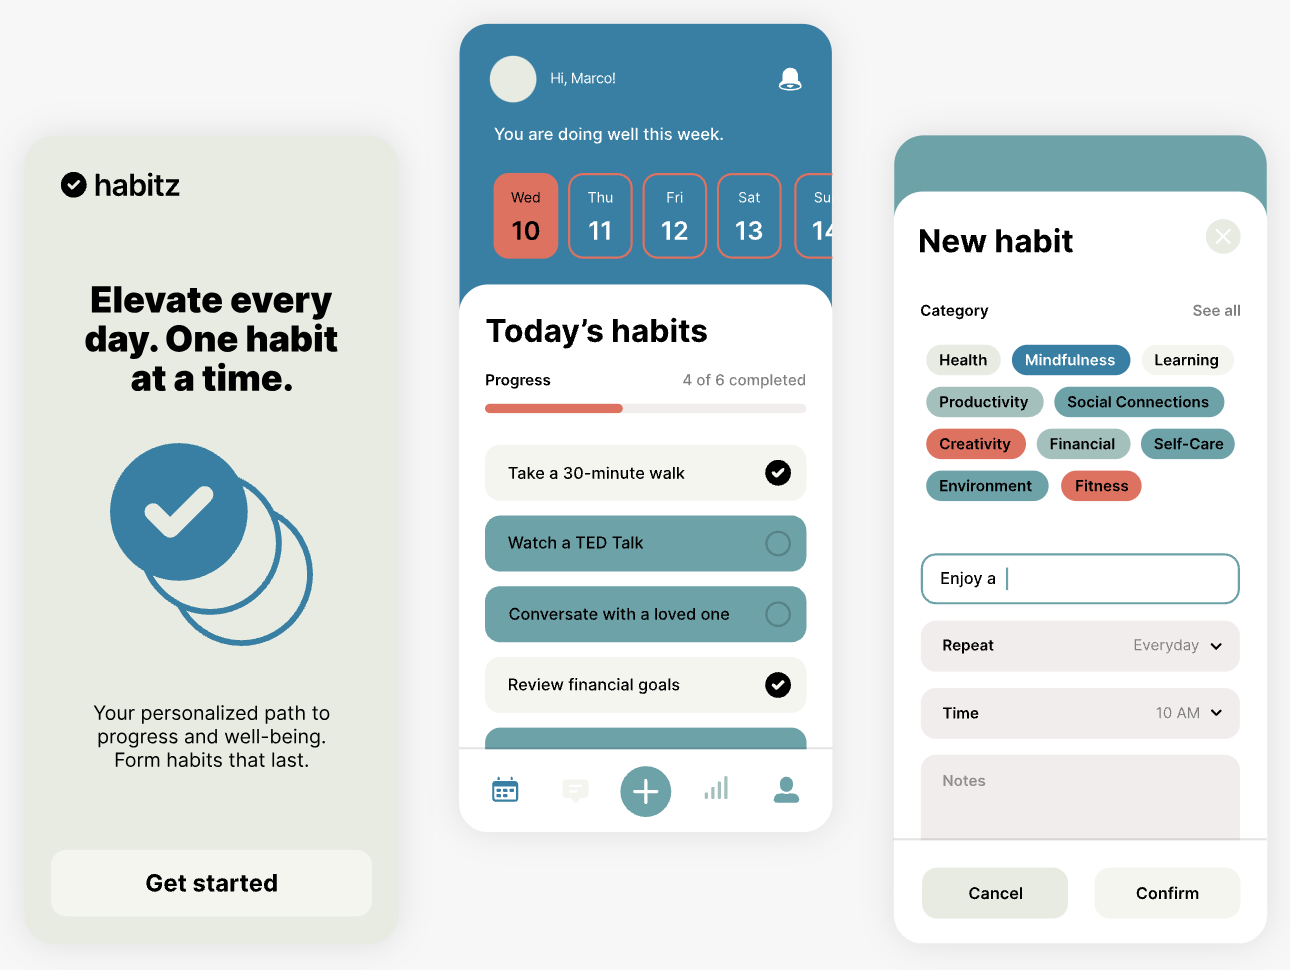 habitz
Elevate every
day. One habit
at a time.
Your personalized path to
progress and well-being.
Form habits that last.
Get started
Hi, Marco!
You are doing well this week.
Wed Thu Fri Sat Su
10 11 12 13 14
Today’s habits
Progress 4 of 6 completed
Take a 30-minute walk
Watch a TED Talk
Conversate with a loved one
Review financial goals
New habit
Category See all
Health Mindfulness Learning
Productivity Social Connections
Creativity Financial Self-Care
Environment Fitness
Enjoy a
Repeat Everyday
Time 10 AM
Notes
Cancel Confirm